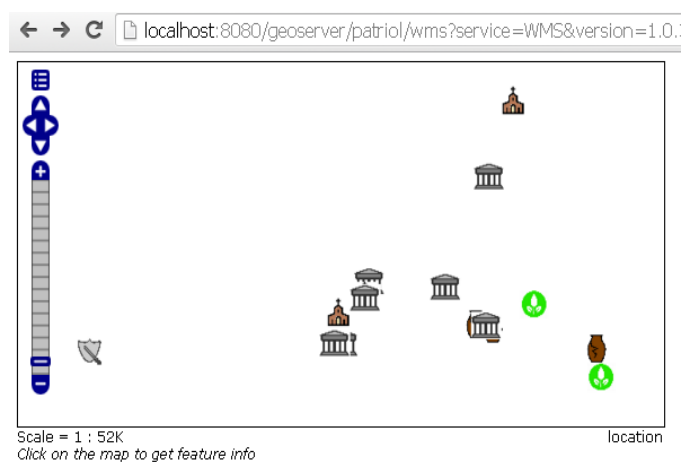 localhost:8080/geoserver/patriol/wms?service=WMS&version=1.0.
Scale = 1 : 52K
location
Click on the map to get feature info